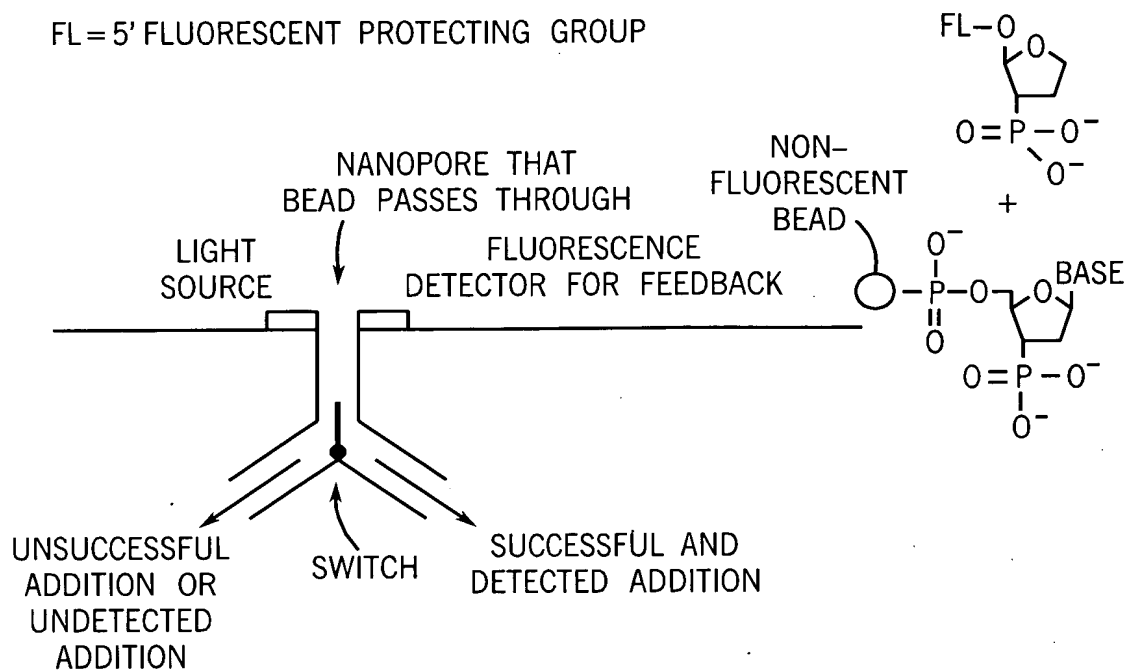 FL = 5' FLUORESCENT PROTECTING GROUP
FL-O
O
O=P-O⁻
O⁻
+
NANOPORE THAT
BEAD PASSES THROUGH
NON-
FLUORESCENT
BEAD
LIGHT
SOURCE
FLUORESCENCE
DETECTOR FOR FEEDBACK
O⁻
P-O
O
O
BASE
O=P-O⁻
O⁻
UNSUCCESSFUL
ADDITION OR
UNDETECTED
ADDITION
SWITCH
SUCCESSFUL AND
DETECTED ADDITION